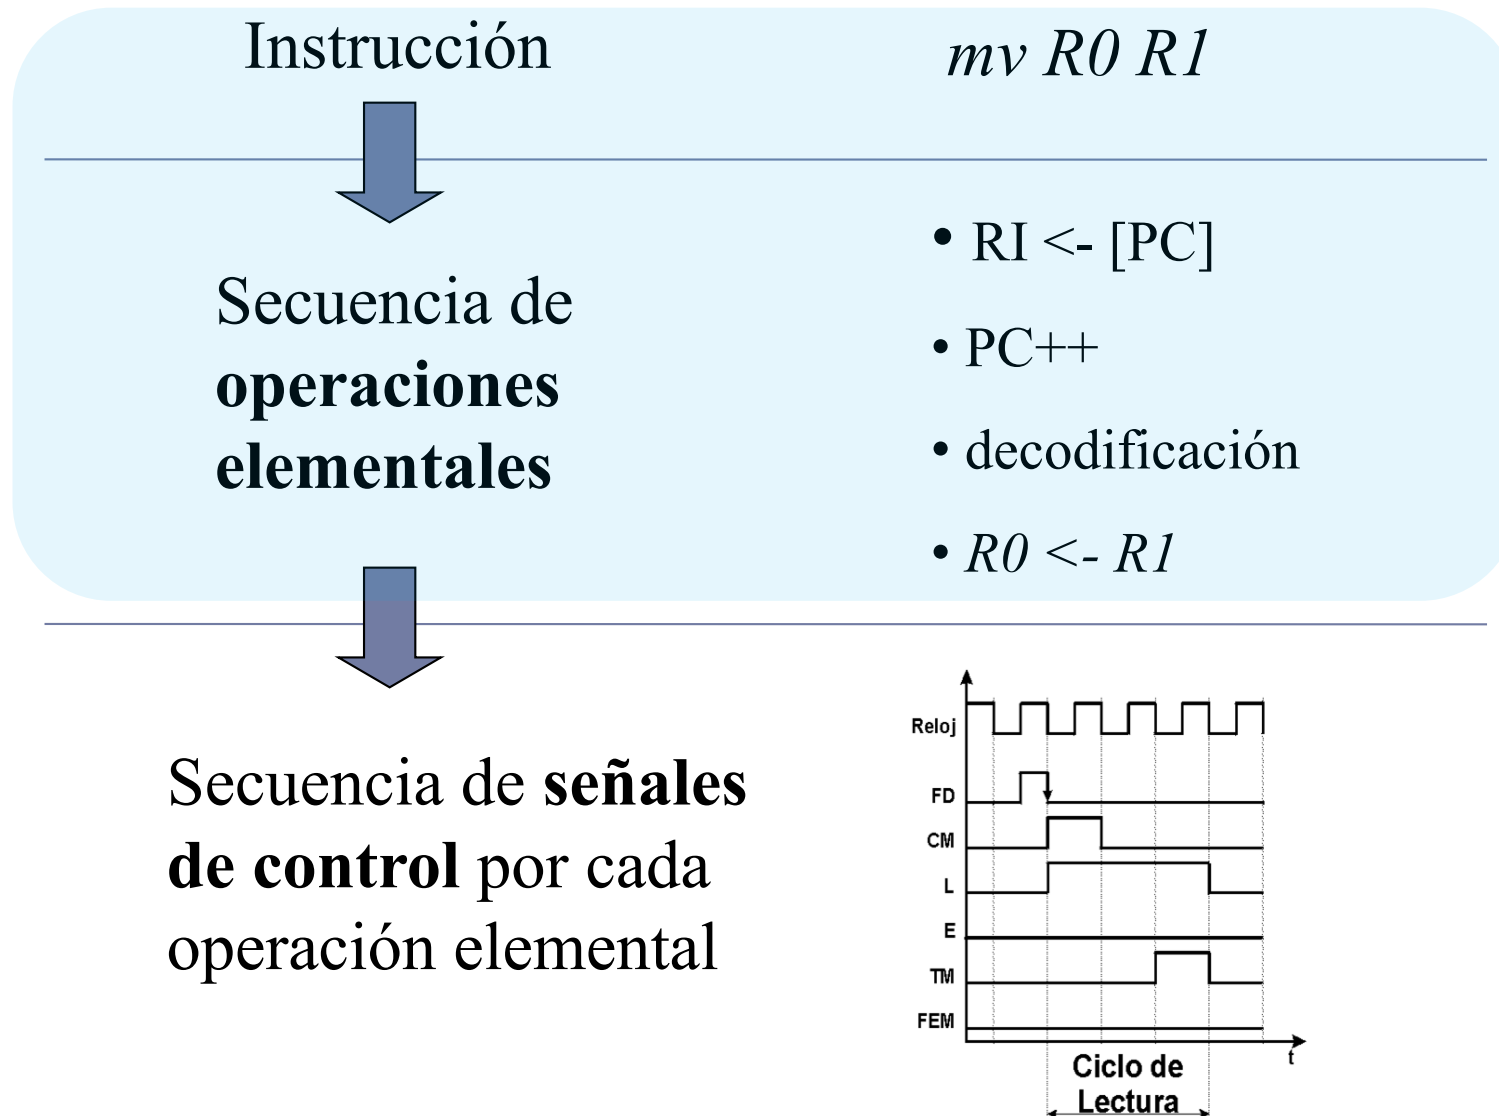 Instrucción
mv R0 R1
Secuencia de
operaciones
elementales
• RI <- [PC]
• PC++
• decodificación
• R0 <- R1
Secuencia de señales
de control por cada
operación elemental
Reloj
FD
CM
L
E
TM
FEM
t
Ciclo de
Lectura